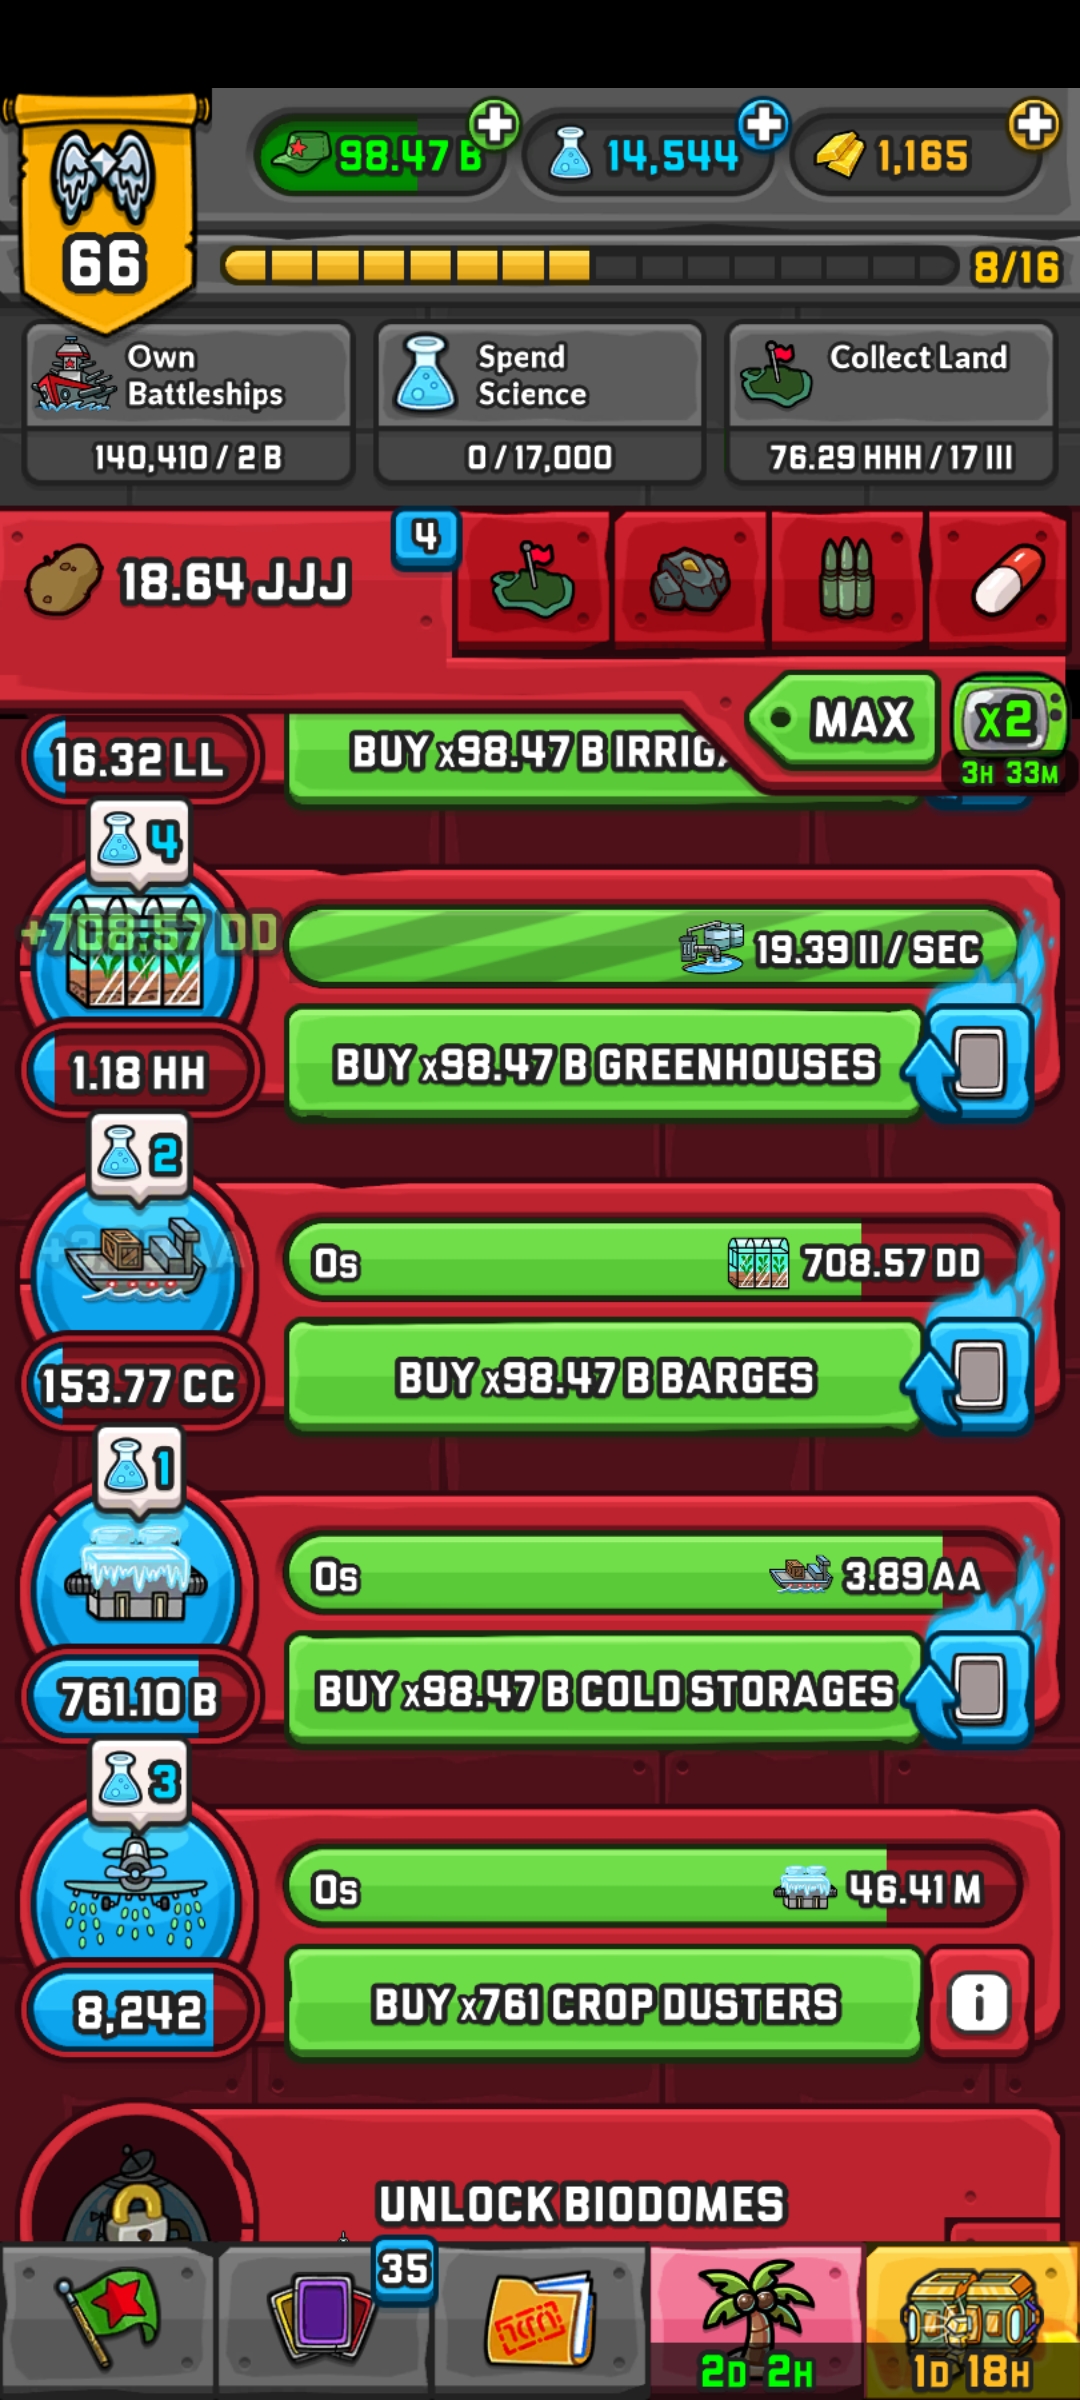 98.47 B
14,544
1,165
66
8/16
Own
Battleships
140,410 / 2 B
Spend
Science
0 / 17,000
Collect Land
76.29 HHH / 17 III
18.64 JJJ
4
MAX
x2
3H 33M
16.32 LL
BUY x98.47 B IRRIG
4
+708.57 DD
19.39 II / SEC
1.18 HH
BUY x98.47 B GREENHOUSES
2
0s
708.57 DD
153.77 CC
BUY x98.47 B BARGES
1
0s
3.89 AA
761.10 B
BUY x98.47 B COLD STORAGES
3
0s
46.41 M
8,242
BUY x761 CROP DUSTERS
i
UNLOCK BIODOMES
35
2D 2H
1D 18H